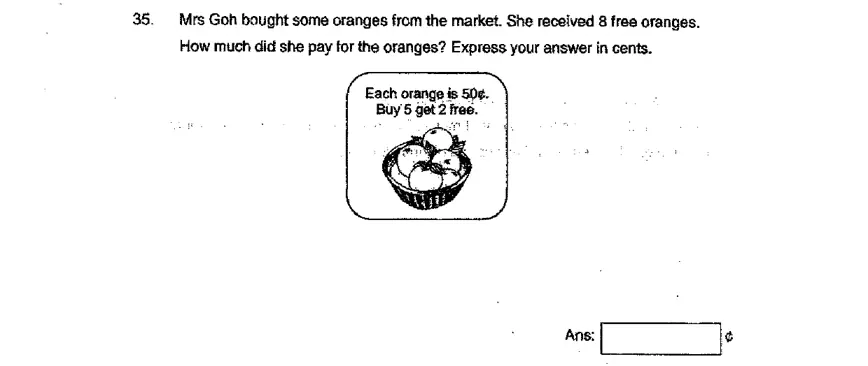 35. Mrs Goh bought some oranges from the market. She received 8 free oranges.
How much did she pay for the oranges? Express your answer in cents.
Each orange is 50¢.
Buy 5 get 2 free.
Ans: ¢